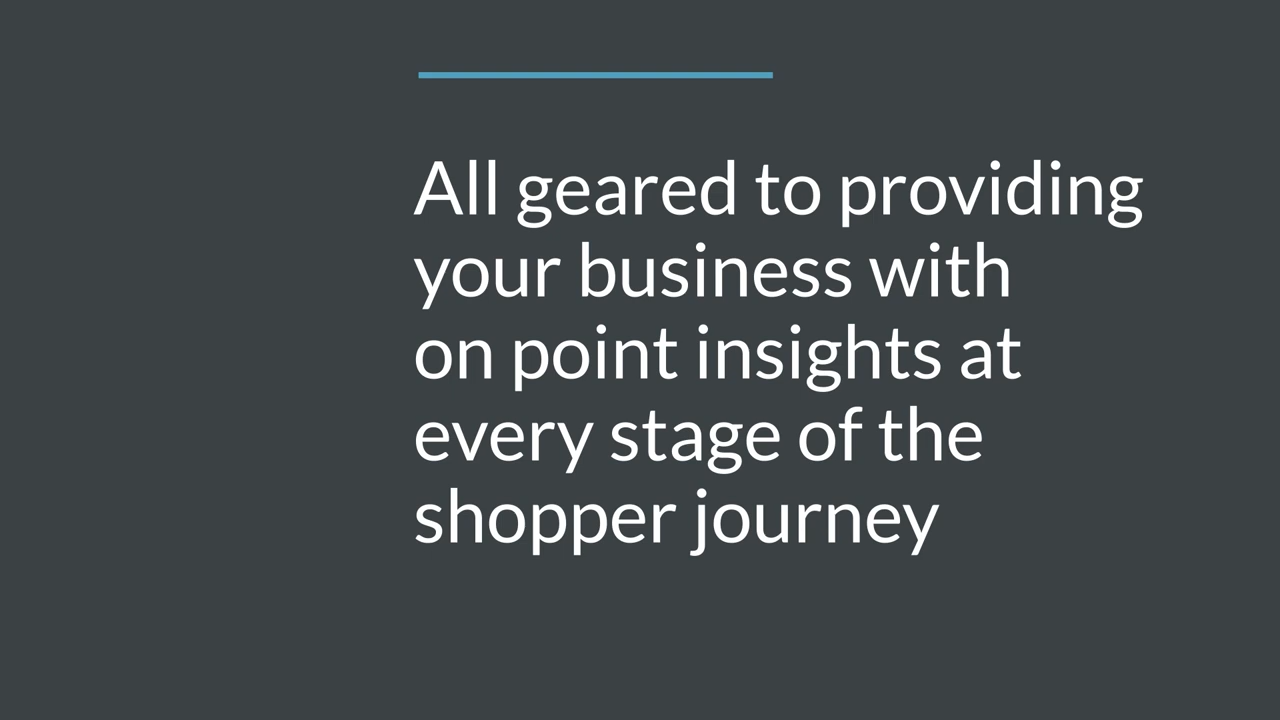 All geared to providing
your business with
on point insights at
every stage of the
shopper journey